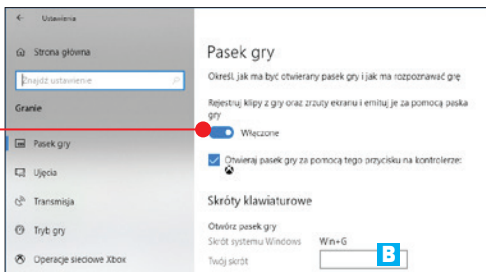 Ustawienia
Strona główna
Znajdź ustawienie
Granie
Pasek gry
Ujęcia
Transmisja
Tryb gry
Operacje sieciowe Xbox
Pasek gry
Określ, jak ma być otwierany pasek gry i jak ma rozpoznawać grę
Rejestruj klipy z gry oraz zrzuty ekranu i emituj je za pomocą paska
gry
Włączone
Otwieraj pasek gry za pomocą tego przycisku na kontrolerze:
Skróty klawiaturowe
Otwórz pasek gry
Skrót systemu Windows Win+G
Twój skrót
B